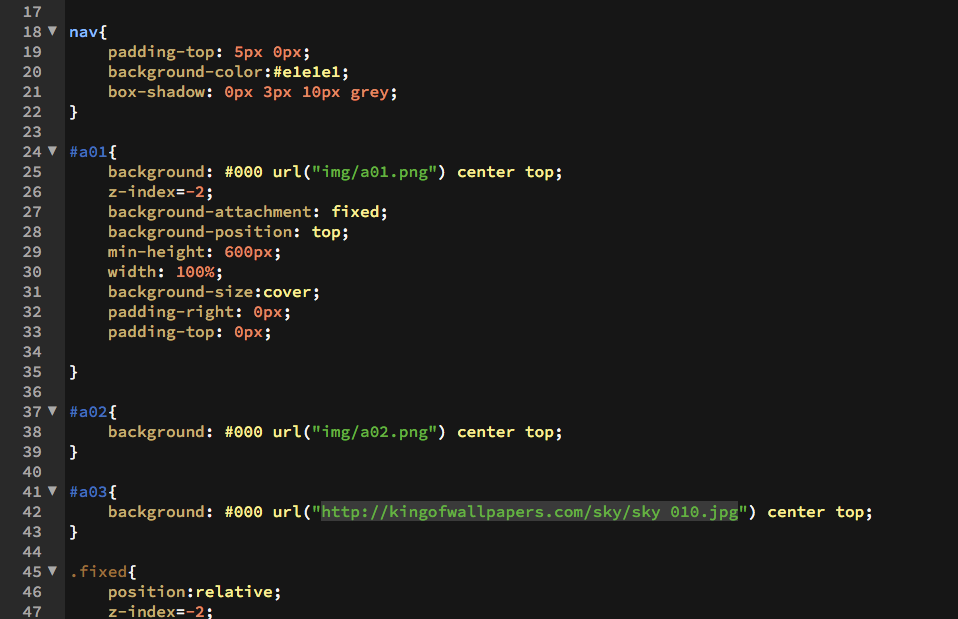 17
18 nav{
19 padding-top: 5px 0px;
20 background-color:#e1e1e1;
21 box-shadow: 0px 3px 10px grey;
22 }
23
24 #a01{
25 background: #000 url("img/a01.png") center top;
26 z-index=-2;
27 background-attachment: fixed;
28 background-position: top;
29 min-height: 600px;
30 width: 100%;
31 background-size:cover;
32 padding-right: 0px;
33 padding-top: 0px;
34
35 }
36
37 #a02{
38 background: #000 url("img/a02.png") center top;
39 }
40
41 #a03{
42 background: #000 url("http://kingofwallpapers.com/sky/sky_010.jpg") center top;
43 }
44
45 .fixed{
46 position:relative;
47 z-index=-2;